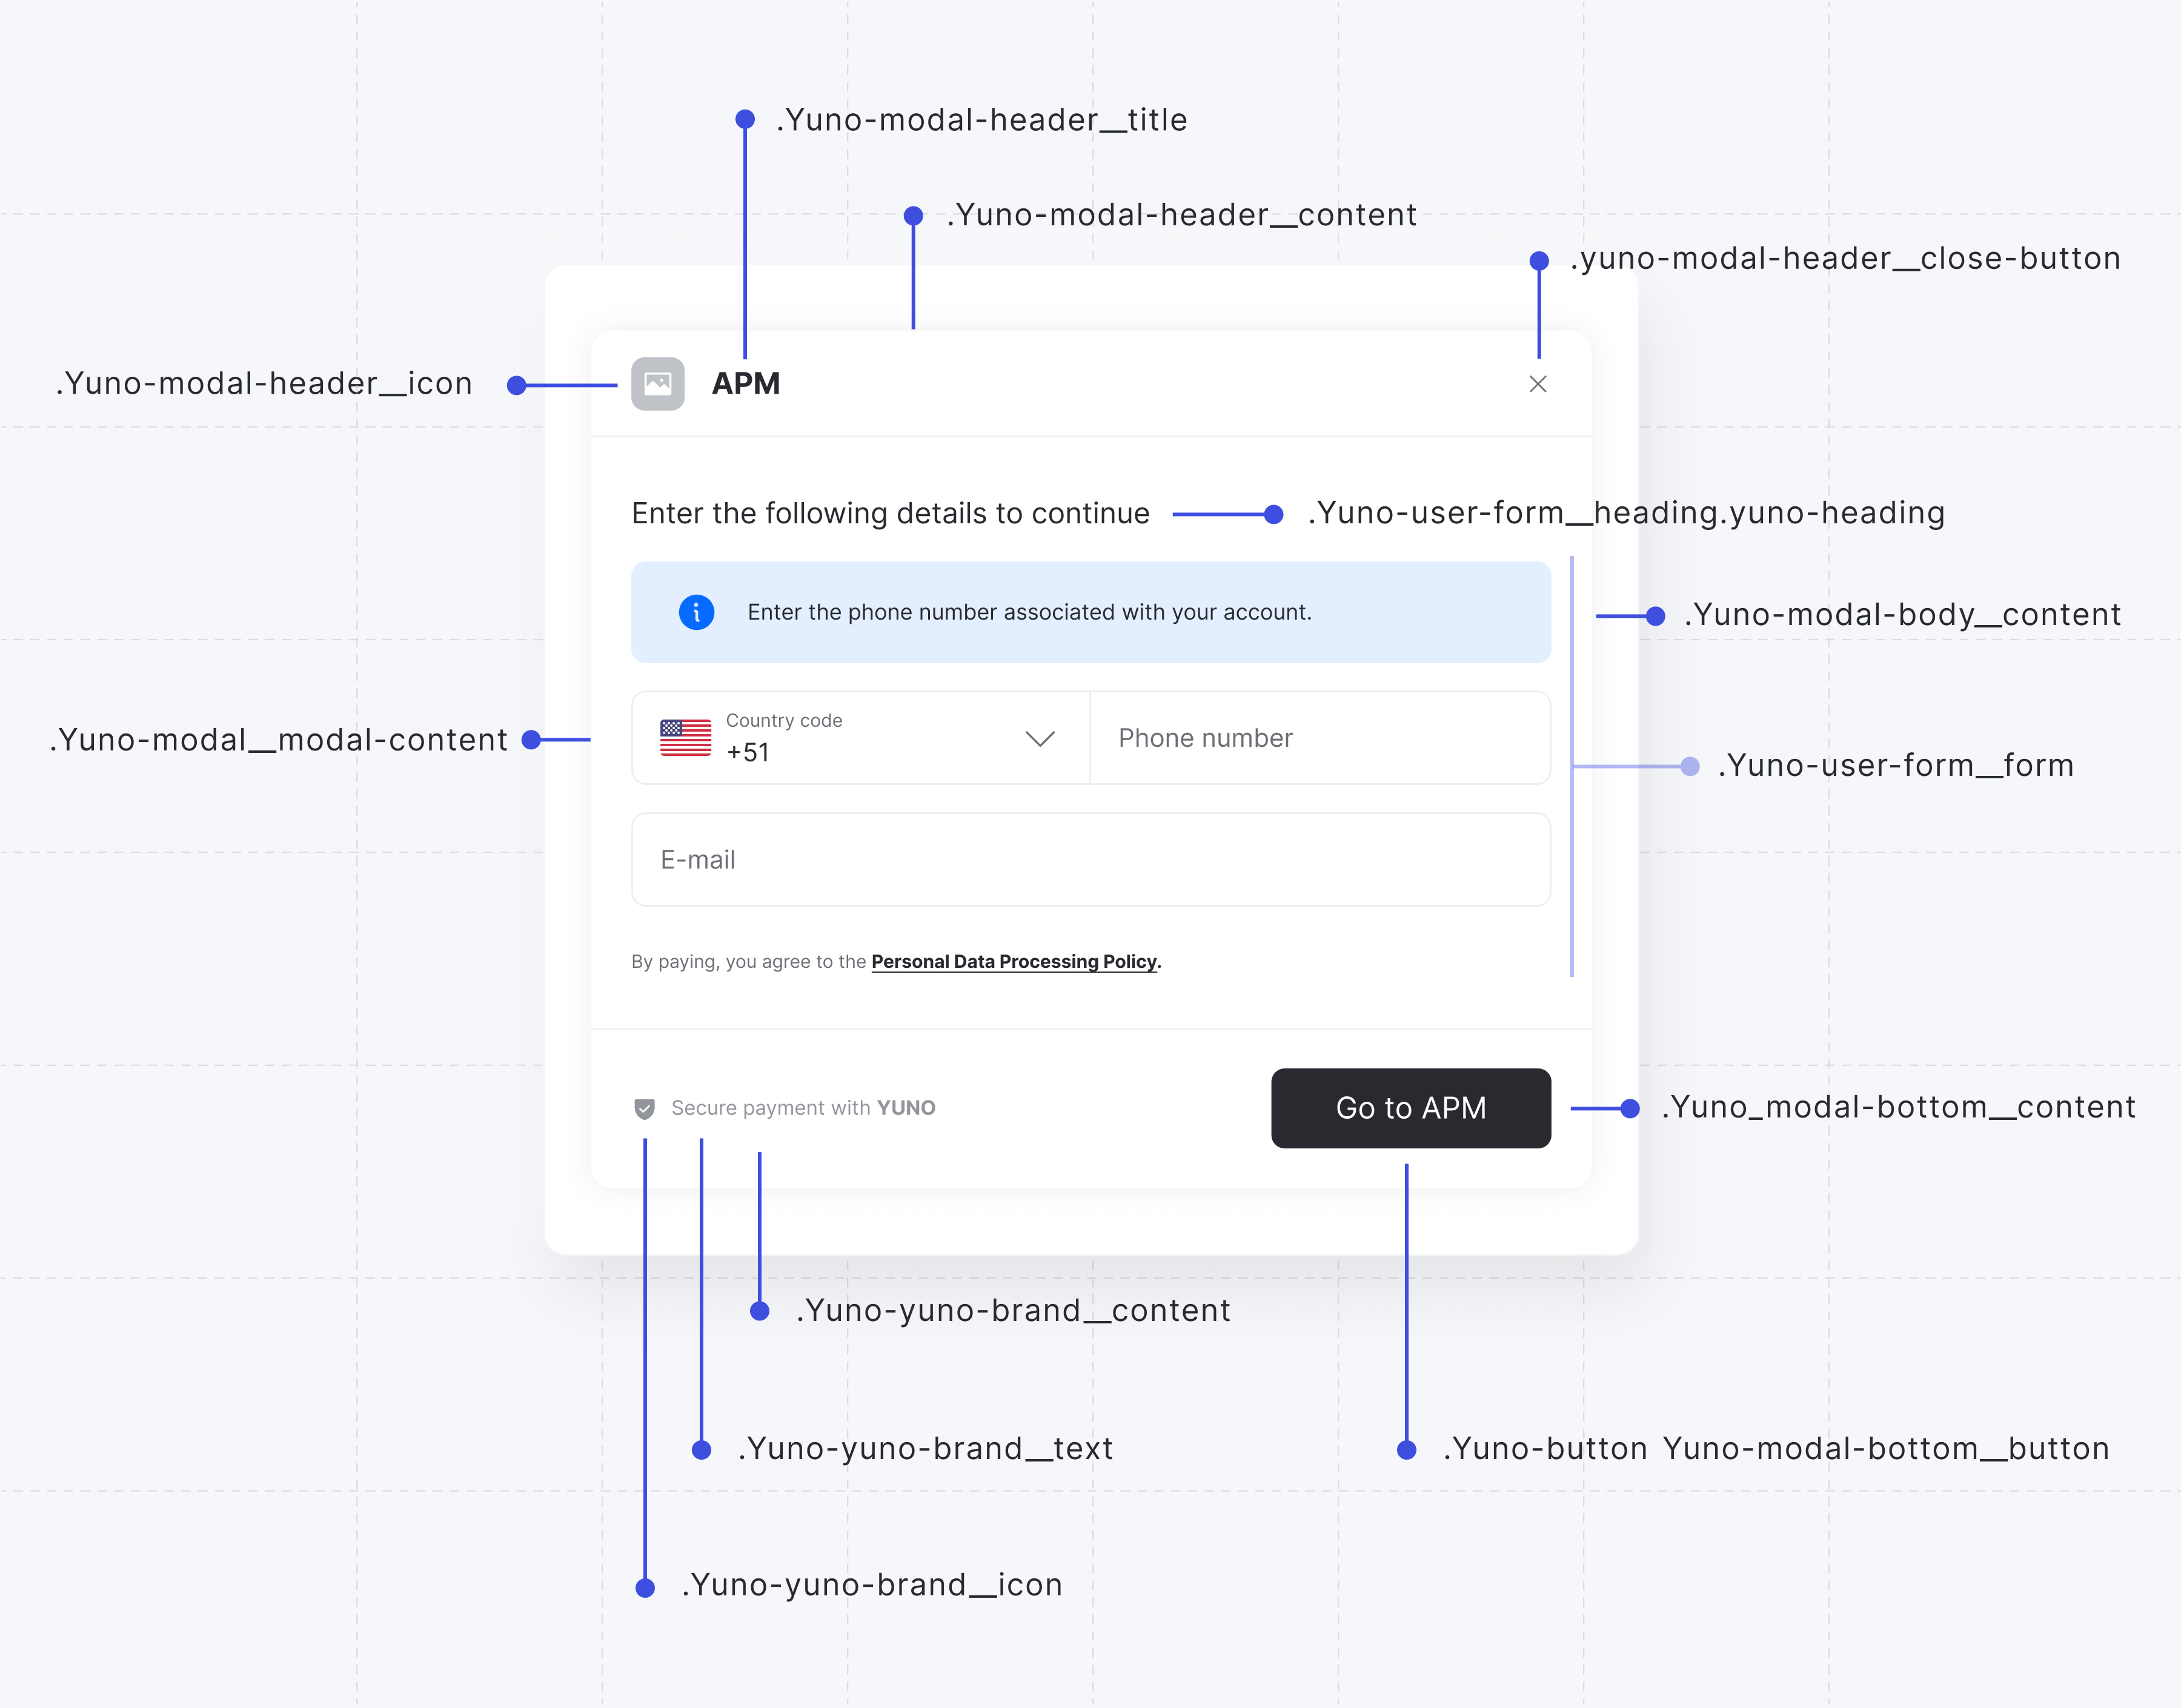 .Yuno-modal-header__title
.Yuno-modal-header__content
.yuno-modal-header__close-button
.Yuno-modal-header__icon
APM
Enter the following details to continue
.Yuno-user-form__heading.yuno-heading
Enter the phone number associated with your account.
.Yuno-modal-body__content
Country code
+51
Phone number
.Yuno-modal__modal-content
.Yuno-user-form__form
E-mail
By paying, you agree to the Personal Data Processing Policy.
Secure payment with YUNO
Go to APM
.Yuno_modal-bottom__content
.Yuno-yuno-brand__content
.Yuno-yuno-brand__text
.Yuno-button Yuno-modal-bottom__button
.Yuno-yuno-brand__icon